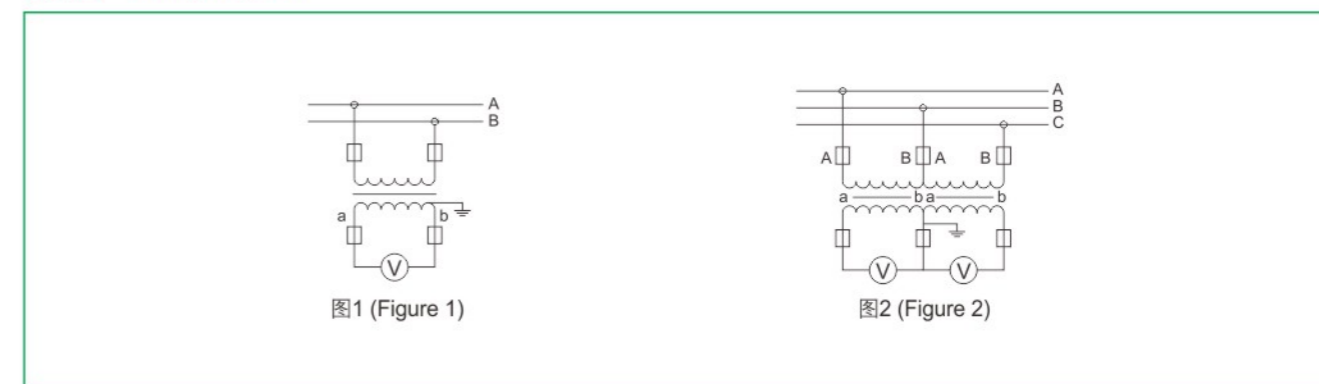 A
B
a
b
V
图1 (Figure 1)
A
B
C
A B A B
a b a b
V V
图2 (Figure 2)